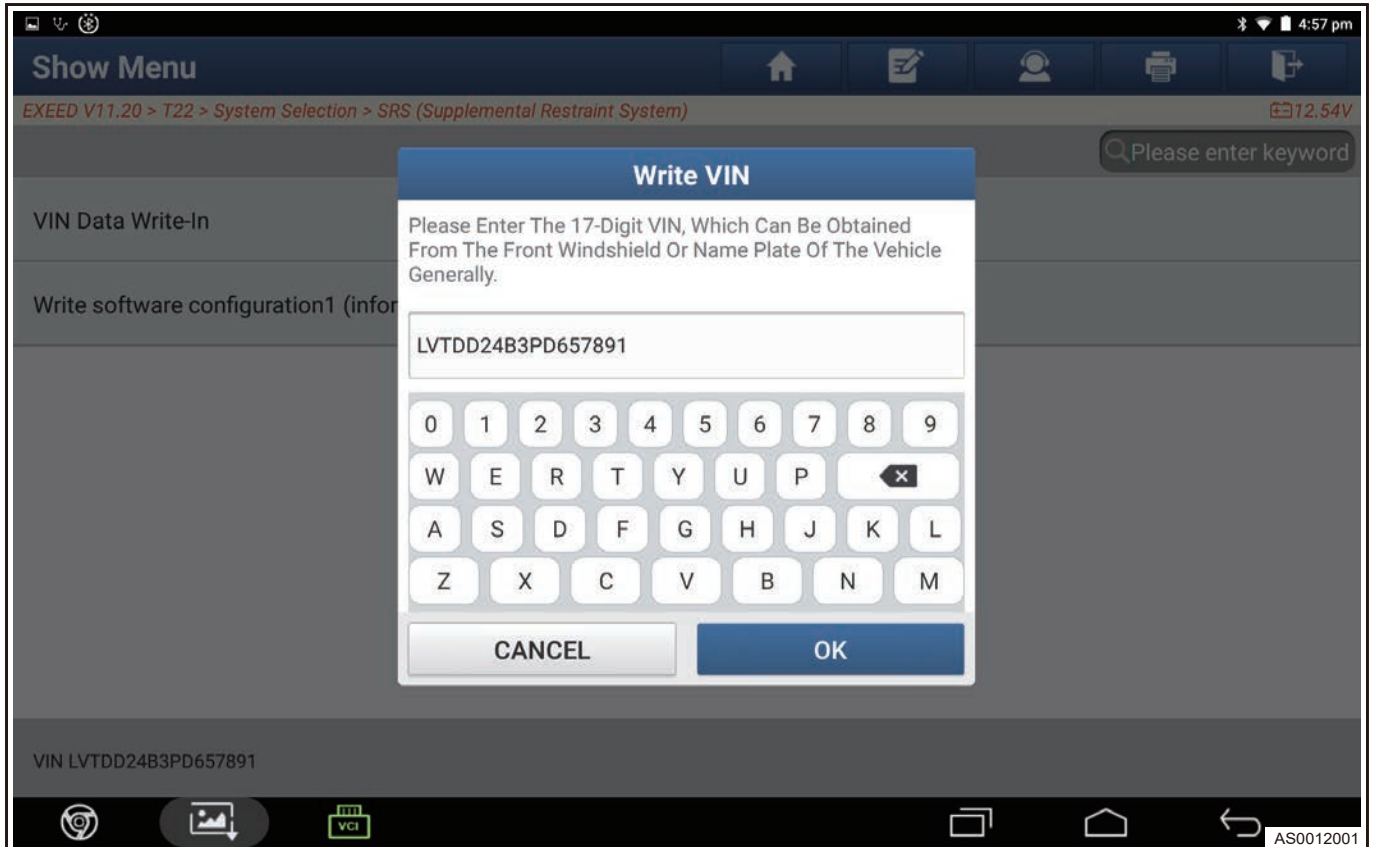 4:57 pm
Show Menu
EXEED V11.20 > T22 > System Selection > SRS (Supplemental Restraint System)
12.54V
Please enter keyword
Write VIN
VIN Data Write-In
Please Enter The 17-Digit VIN, Which Can Be Obtained
From The Front Windshield Or Name Plate Of The Vehicle
Generally.
Write software configuration1 (infor
LVTDD24B3PD657891
0 1 2 3 4 5 6 7 8 9
W E R T Y U P
A S D F G H J K L
Z X C V B N M
CANCEL OK
VIN LVTDD24B3PD657891
VCI
AS0012001